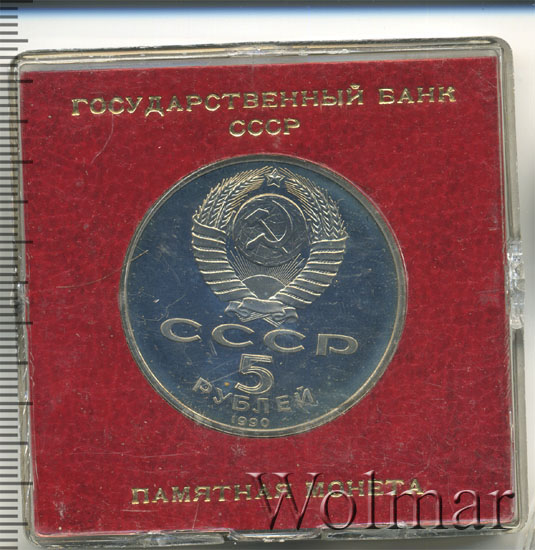 ГОСУДАРСТВЕННЫЙ БАНК
СССР
СССР
5
РУБЛЕЙ
1990
ПАМЯТНАЯ МОНЕТА
Wolmar